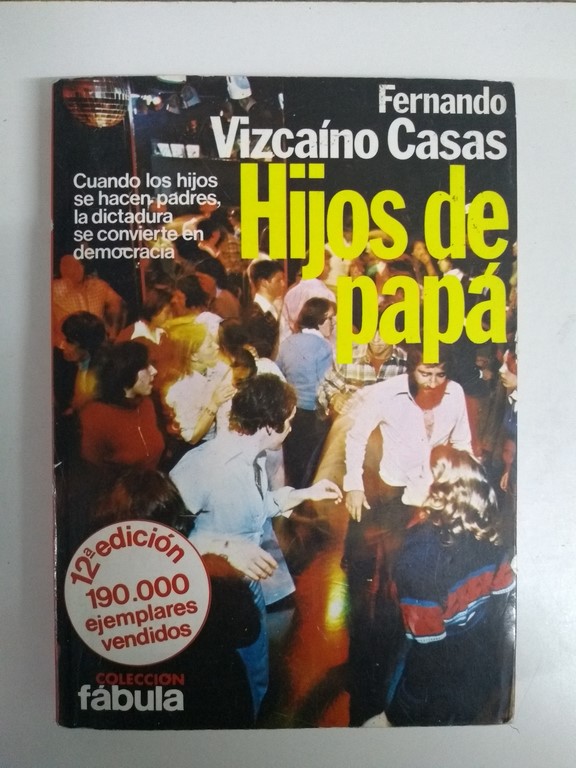 Fernando
Vizcaíno Casas
Hijos de
papá
Cuando los hijos
se hacen padres,
la dictadura
se convierte en
democracia
12ª edición
190.000
ejemplares
vendidos
COLECCIÓN
fábula